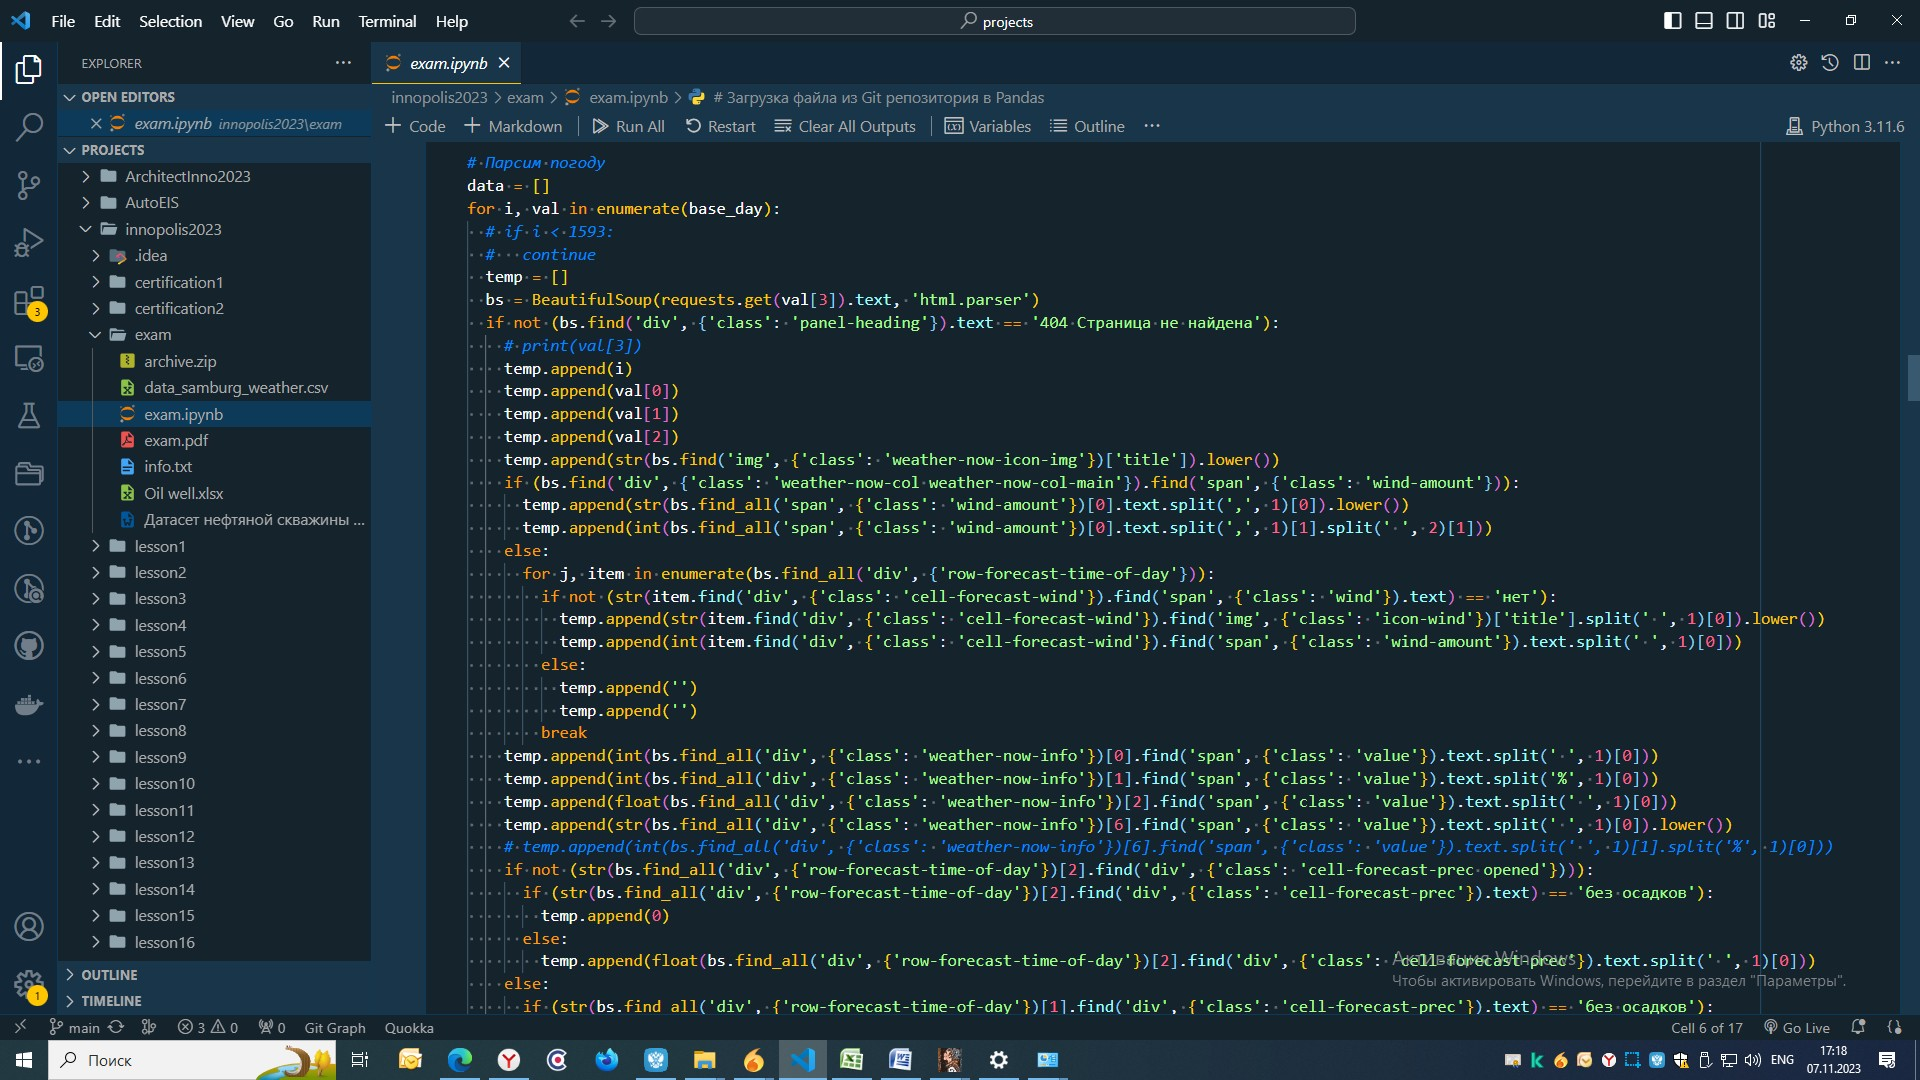 File Edit Selection View Go Run Terminal Help
projects
EXPLORER
OPEN EDITORS
exam.ipynb innopolis2023\exam
PROJECTS
ArchitectInno2023
AutoEIS
innopolis2023
.idea
certification1
certification2
exam
archive.zip
data_samburg_weather.csv
exam.ipynb
exam.pdf
info.txt
Oil well.xlsx
Датасет нефтяной скважины ...
lesson1
lesson2
lesson3
lesson4
lesson5
lesson6
lesson7
lesson8
lesson9
lesson10
lesson11
lesson12
lesson13
lesson14
lesson15
lesson16
OUTLINE
TIMELINE
3
1
exam.ipynb
innopolis2023 > exam > exam.ipynb > # Загрузка файла из Git репозитория в Pandas
+ Code + Markdown Run All Restart Clear All Outputs Variables Outline ...
Python 3.11.6
# Парсим погоду
data = []
for i, val in enumerate(base_day):
# if i < 1593:
#   continue
temp = []
bs = BeautifulSoup(requests.get(val[3]).text, 'html.parser')
if not (bs.find('div', {'class': 'panel-heading'}).text == '404 Страница не найдена'):
# print(val[3])
temp.append(i)
temp.append(val[0])
temp.append(val[1])
temp.append(val[2])
temp.append(str(bs.find('img', {'class': 'weather-now-icon-img'})['title']).lower())
if (bs.find('div', {'class': 'weather-now-col weather-now-col-main'}).find('span', {'class': 'wind-amount'})):
temp.append(str(bs.find_all('span', {'class': 'wind-amount'})[0].text.split(',', 1)[0]).lower())
temp.append(int(bs.find_all('span', {'class': 'wind-amount'})[0].text.split(',', 1)[1].split(' ', 2)[1]))
else:
for j, item in enumerate(bs.find_all('div', {'row-forecast-time-of-day'})):
if not (str(item.find('div', {'class': 'cell-forecast-wind'}).find('span', {'class': 'wind'}).text) == 'нет'):
temp.append(str(item.find('div', {'class': 'cell-forecast-wind'}).find('img', {'class': 'icon-wind'})['title'].split(' ', 1)[0]).lower())
temp.append(int(item.find('div', {'class': 'cell-forecast-wind'}).find('span', {'class': 'wind-amount'}).text.split(' ', 1)[0]))
else:
temp.append('')
temp.append('')
break
temp.append(int(bs.find_all('div', {'class': 'weather-now-info'})[0].find('span', {'class': 'value'}).text.split(' ', 1)[0]))
temp.append(int(bs.find_all('div', {'class': 'weather-now-info'})[1].find('span', {'class': 'value'}).text.split('%', 1)[0]))
temp.append(float(bs.find_all('div', {'class': 'weather-now-info'})[2].find('span', {'class': 'value'}).text.split(' ', 1)[0]))
temp.append(str(bs.find_all('div', {'class': 'weather-now-info'})[6].find('span', {'class': 'value'}).text.split(' ', 1)[0]).lower())
# temp.append(int(bs.find_all('div', {'class': 'weather-now-info'})[6].find('span', {'class': 'value'}).text.split(' ', 1)[1].split('%', 1)[0]))
if not (str(bs.find_all('div', {'row-forecast-time-of-day'})[2].find('div', {'class': 'cell-forecast-prec opened'}))):
if (str(bs.find_all('div', {'row-forecast-time-of-day'})[2].find('div', {'class': 'cell-forecast-prec'}).text) == 'без осадков'):
temp.append(0)
else:
temp.append(float(bs.find_all('div', {'row-forecast-time-of-day'})[2].find('div', {'class': 'cell-forecast-prec'}).text.split(' ', 1)[0]))
else:
if (str(bs.find_all('div', {'row-forecast-time-of-day'})[1].find('div', {'class': 'cell-forecast-prec'}).text) == 'без осадков'):
Активация Windows
Чтобы активировать Windows, перейдите в раздел "Параметры".
main 3 0 0 Git Graph Quokka
Cell 6 of 17 Go Live
Поиск
ENG
17:18
07.11.2023